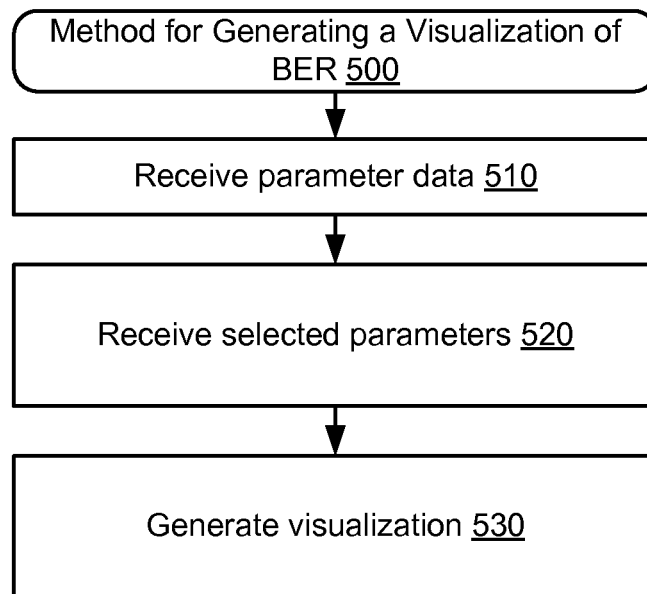 Method for Generating a Visualization of
BER 500
Receive parameter data 510
Receive selected parameters 520
Generate visualization 530